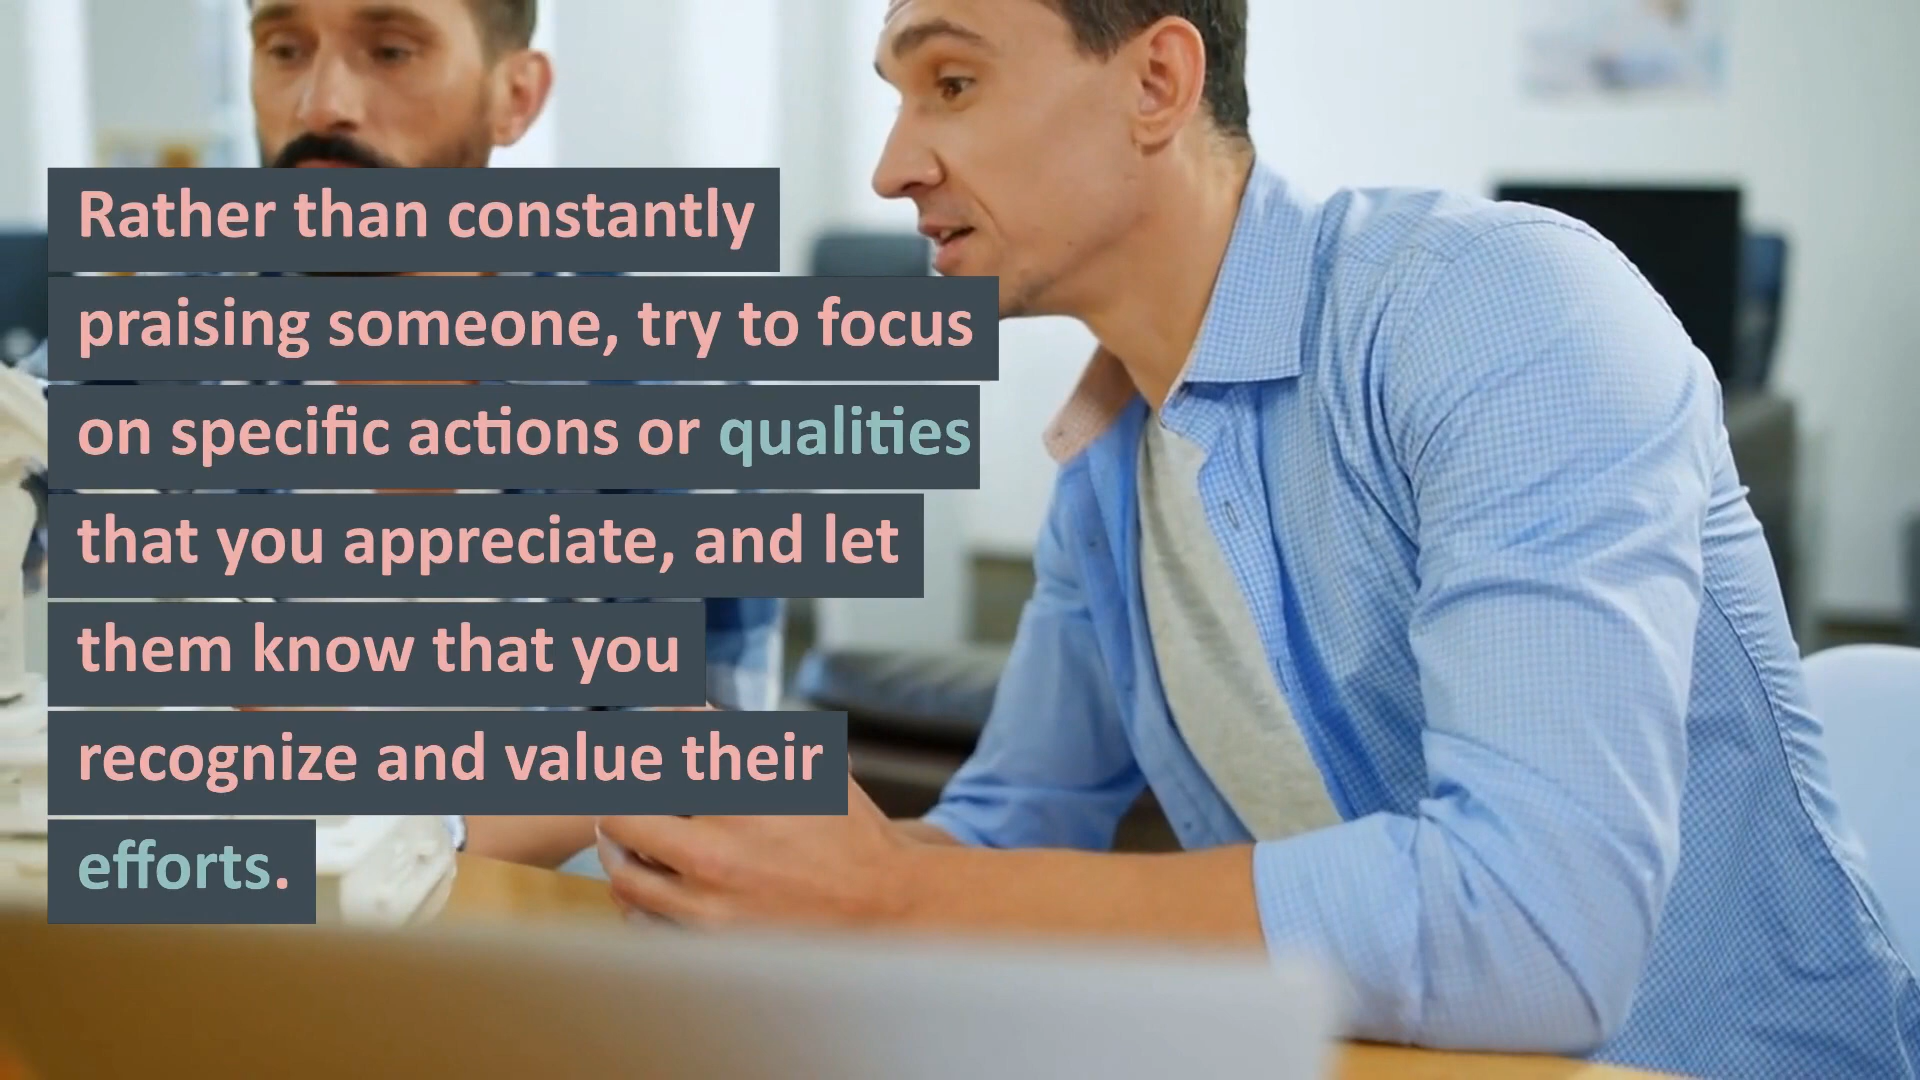 Rather than constantly
praising someone, try to focus
on specific actions or qualities
that you appreciate, and let
them know that you
recognize and value their
efforts.